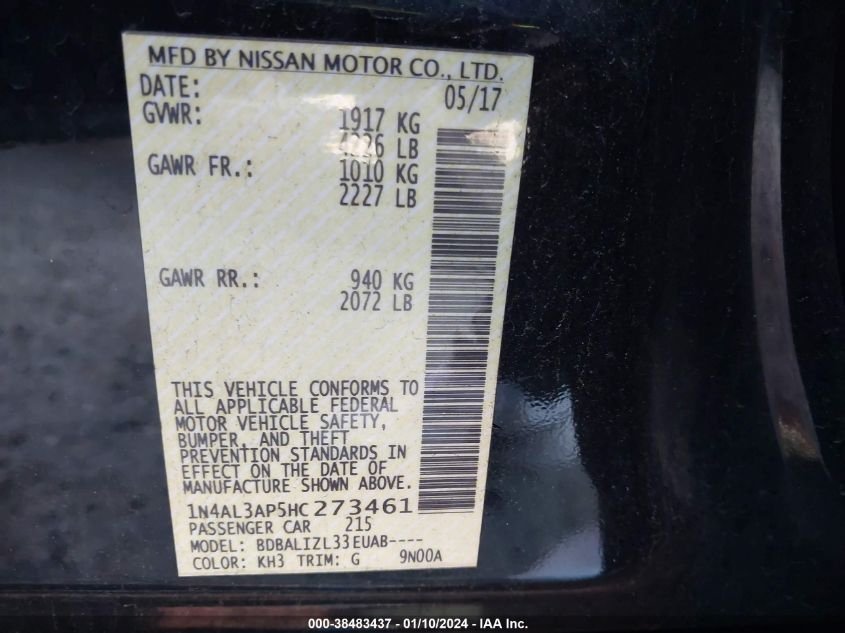 MFD BY NISSAN MOTOR CO., LTD.
DATE: 05/17
GVWR: 1917 KG
4226 LB
GAWR FR.: 1010 KG
2227 LB
GAWR RR.: 940 KG
2072 LB
THIS VEHICLE CONFORMS TO
ALL APPLICABLE FEDERAL
MOTOR VEHICLE SAFETY,
BUMPER, AND THEFT
PREVENTION STANDARDS IN
EFFECT ON THE DATE OF
MANUFACTURE SHOWN ABOVE.
1N4AL3AP5HC273461
PASSENGER CAR 215
MODEL: BDBALIZL33EUAB----
COLOR: KH3 TRIM: G 9N00A
000-38483437 - 01/10/2024 - IAA Inc.